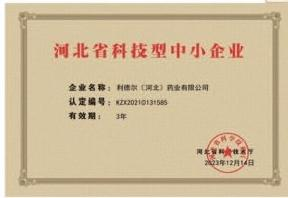 河北省科技型中小企业
企业名称：利德尔（河北）药业有限公司
认定编号：KZX20210131585
有效期：3年
河北省科学技术厅
2023年12月14日